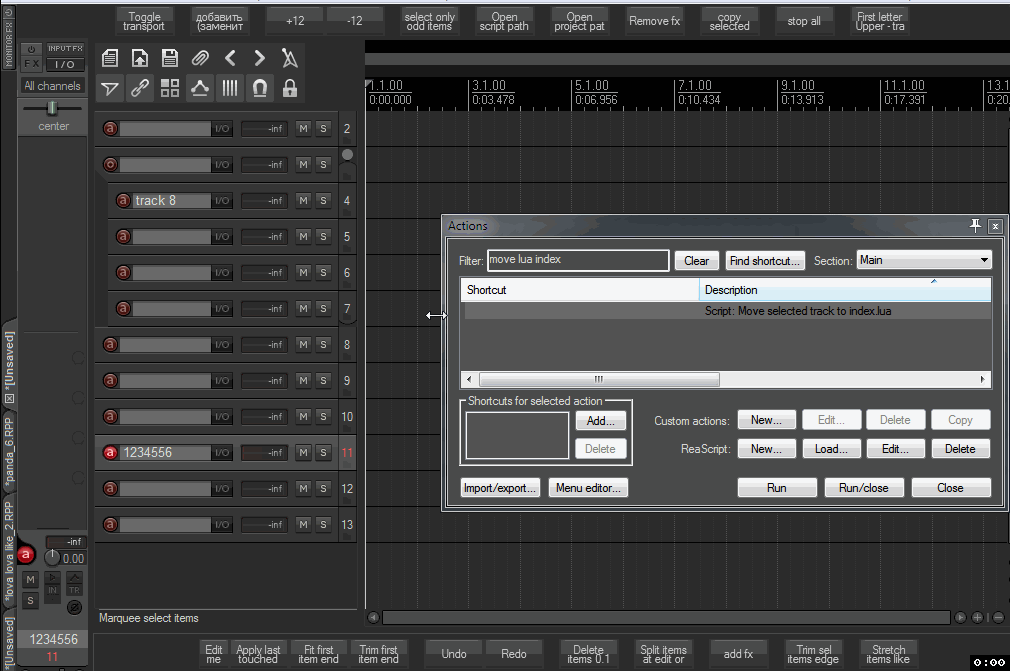 Toggle transport
добавить (заменит
+12
-12
select only odd items
Open script path
Open project pat
Remove fx
copy selected
stop all
First letter Upper - tra
MONITOR FX
INPUT FX
FX
I/O
All channels
center
1.1.00
0:00.000
3.1.00
0:03.478
5.1.00
0:06.956
7.1.00
0:10.434
9.1.00
0:13.913
11.1.00
0:17.391
13.1
0:20.
a I/O -inf M S 2
I/O -inf M S
a track 8 I/O -inf M S 4
a I/O -inf M S 5
a I/O -inf M S 6
a I/O -inf M S 7
a I/O -inf M S 8
a I/O -inf M S 9
a I/O -inf M S 10
a 1234556 I/O -inf M S 11
a I/O -inf M S 12
a I/O -inf M S 13
Actions
Filter: move lua index Clear Find shortcut... Section: Main
Shortcut Description
Script: Move selected track to index.lua
Shortcuts for selected action
Add...
Delete
Custom actions: New... Edit... Delete Copy
ReaScript: New... Load... Edit... Delete
Import/export... Menu editor... Run Run/close Close
*[Unsaved]
*panda_6.RPP
*lova lova like_2.RPP
*[Unsaved]
-inf
a
0.00
M
IN
TR
S
1234556
11
Marquee select items
Edit me
Apply last touched
Fit first item end
Trim first item end
Undo
Redo
Delete items 0.1
Split items at edit or
add fx
Trim sel items edge
Stretch items like
0:00